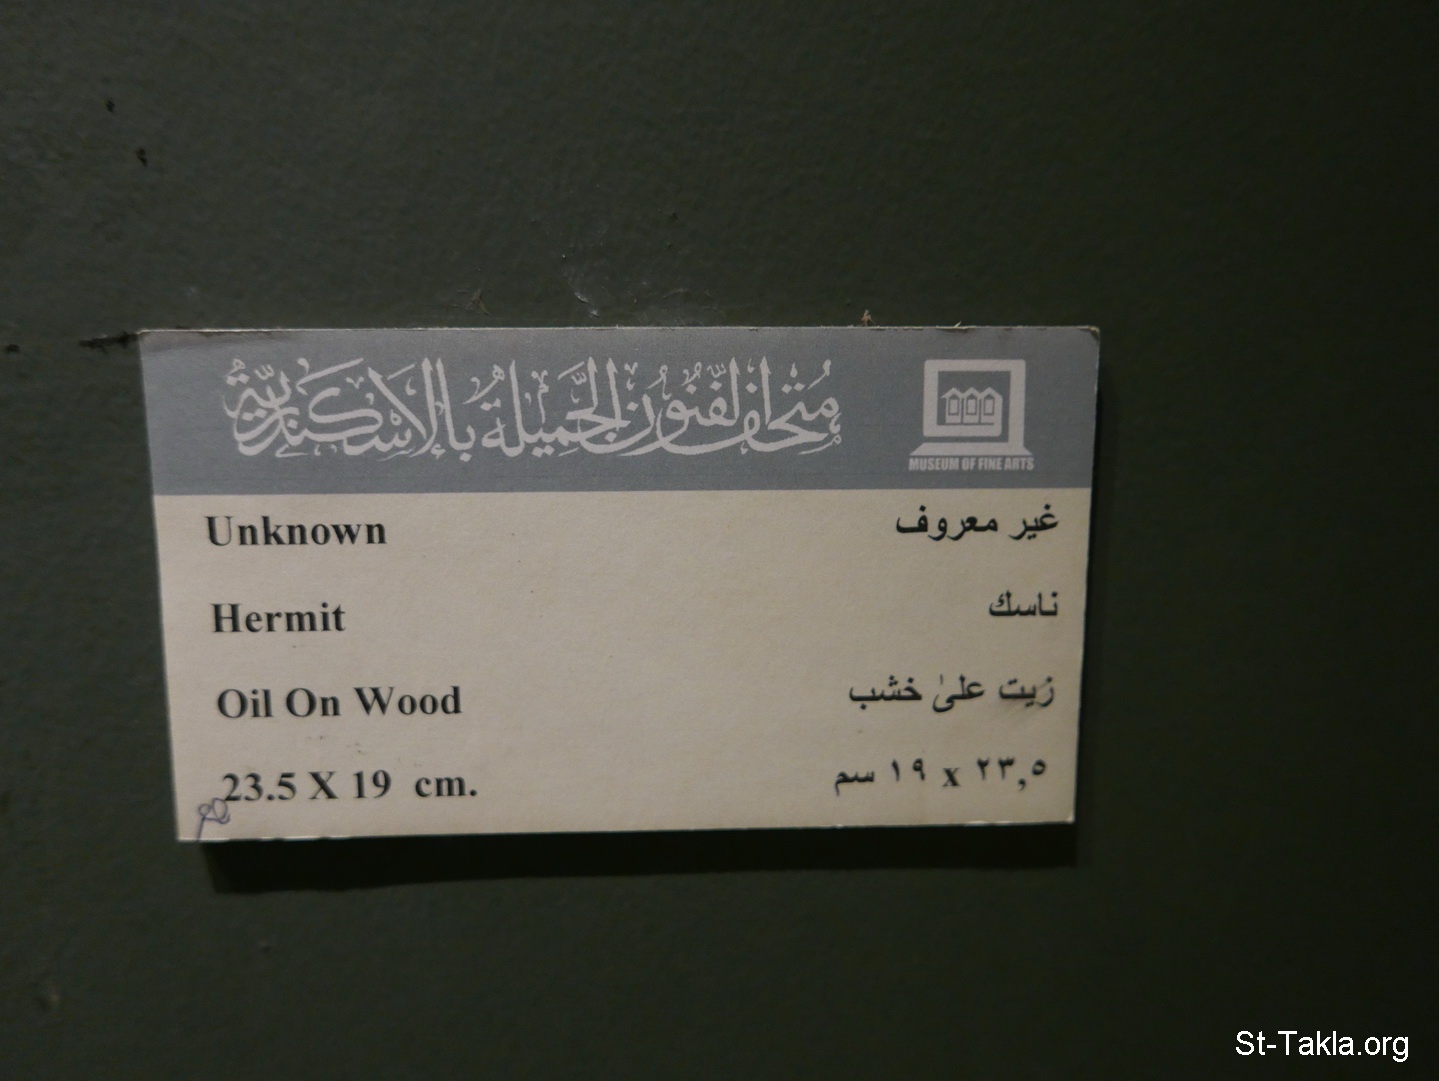 متحف الفنون الجميلة بالإسكندرية
MUSEUM OF FINE ARTS
Unknown
غير معروف
Hermit
ناسك
Oil On Wood
زيت على خشب
23.5 X 19 cm.
٢٣,٥ x ١٩ سم
St-Takla.org